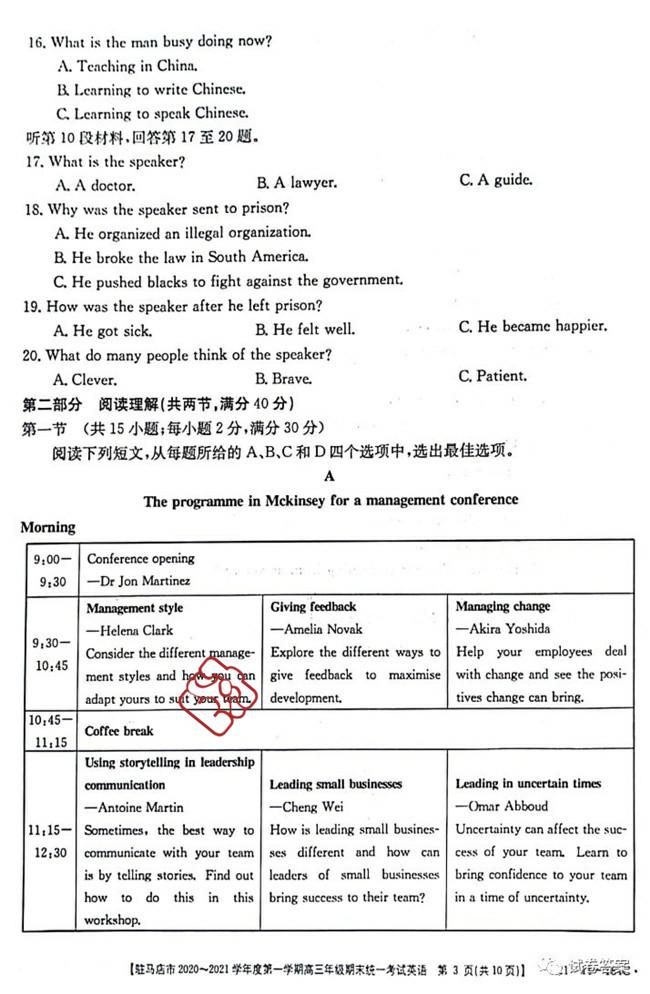 16. What is the man busy doing now?
A. Teaching in China.
B. Learning to write Chinese.
C. Learning to speak Chinese.
听第10段材料,回答第17至20题。
17. What is the speaker?
A. A doctor. B. A lawyer. C. A guide.
18. Why was the speaker sent to prison?
A. He organized an illegal organization.
B. He broke the law in South America.
C. He pushed blacks to fight against the government.
19. How was the speaker after he left prison?
A. He got sick. B. He felt well. C. He became happier.
20. What do many people think of the speaker?
A. Clever. B. Brave. C. Patient.
第二部分 阅读理解(共两节,满分40分)
第一节 (共15小题;每小题2分,满分30分)
阅读下列短文,从每题所给的A、B、C和D四个选项中,选出最佳选项。
A
The programme in Mckinsey for a management conference
Morning
9:00—
9:30
Conference opening
—Dr Jon Martinez
9:30—
10:45
Management style
—Helena Clark
Consider the different manage-
ment styles and how you can
adapt yours to suit your team.
Giving feedback
—Amelia Novak
Explore the different ways to
give feedback to maximise
development.
Managing change
—Akira Yoshida
Help your employees deal
with change and see the posi-
tives change can bring.
10:45—
11:15
Coffee break
11:15—
12:30
Using storytelling in leadership
communication
—Antoine Martin
Sometimes, the best way to
communicate with your team
is by telling stories. Find out
how to do this in this
workshop.
Leading small businesses
—Cheng Wei
How is leading small busines-
ses different and how can
leaders of small businesses
bring success to their team?
Leading in uncertain times
—Omar Abboud
Uncertainty can affect the suc-
cess of your team. Learn to
bring confidence to your team
in a time of uncertainty.
【驻马店市2020~2021学年度第一学期高三年级期末统一考试英语 第3页(共10页)】
试卷答案